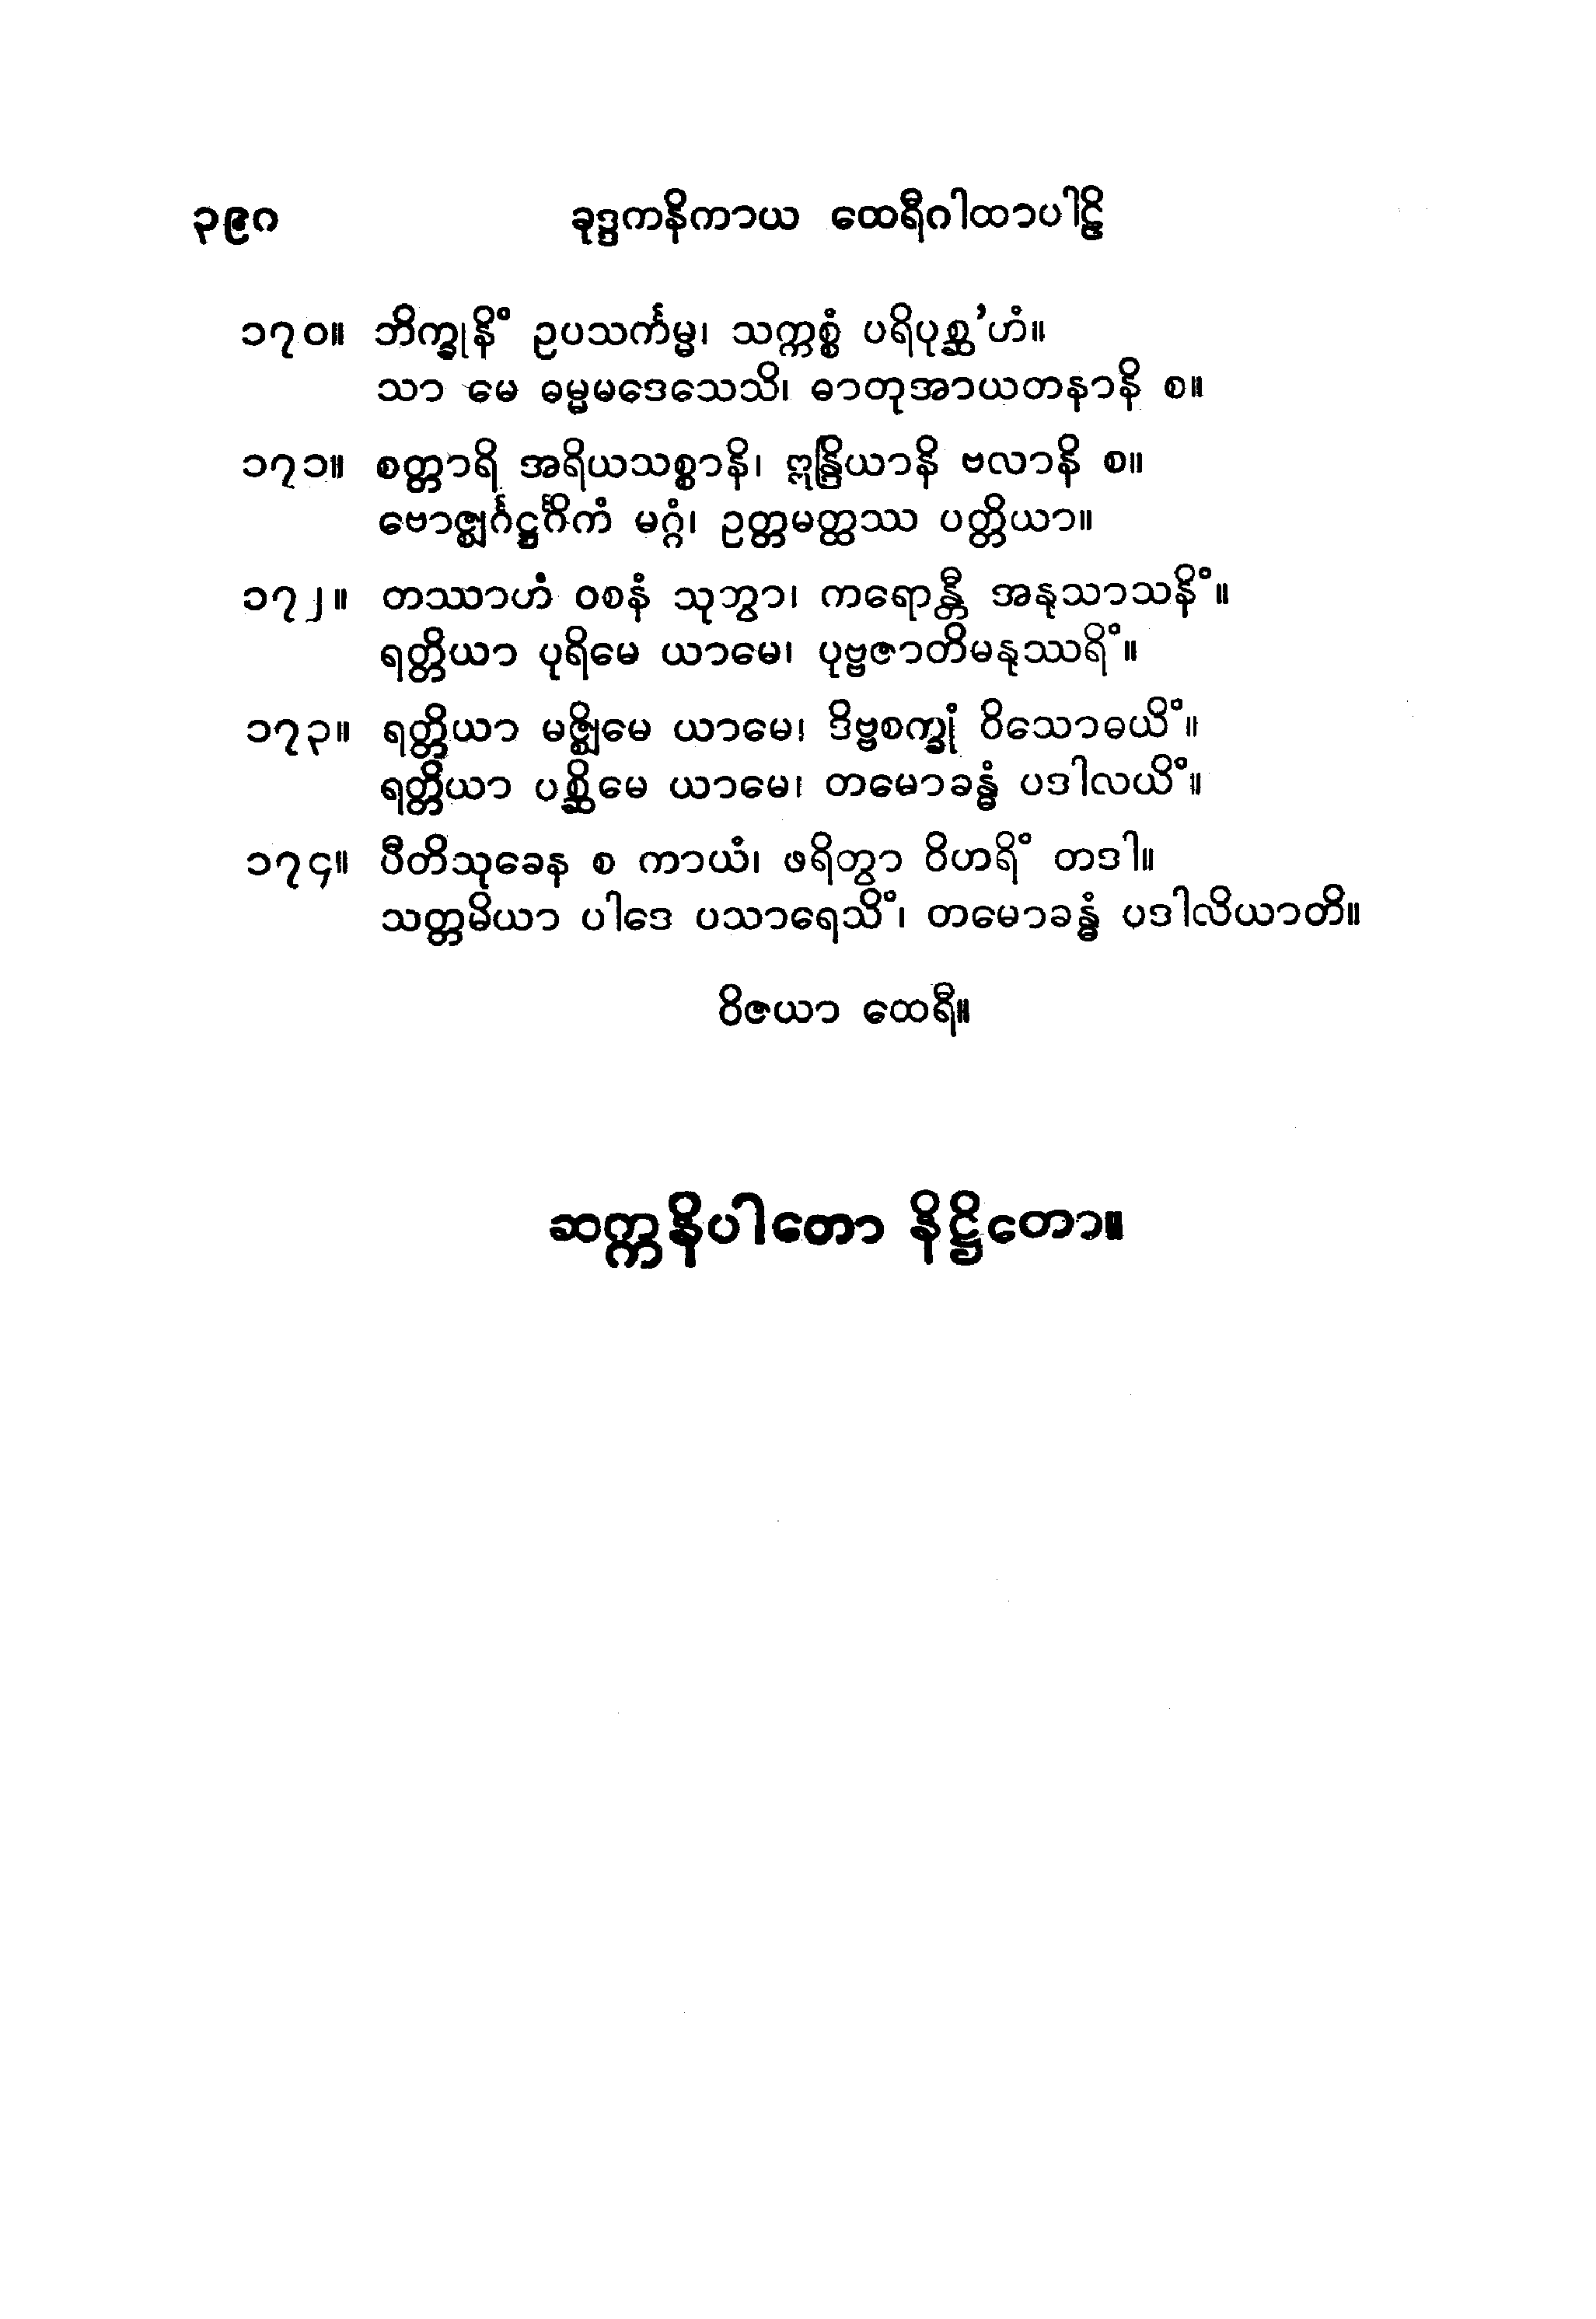 ၃၉ဂ ခုဒ္ဒကနိကာယ ထေရီဂါထာပါဠိ
၁၇၀။ ဘိက္ခုနိံ ဥပသင်္ကမ္မ၊ သက္ကစ္စံ ပရိပုစ္ဆ’ဟံ။
သာ မေ ဓမ္မမဒေသေသိ၊ ဓာတုအာယတနာနိ စ။
၁၇၁။ စတ္တာရိ အရိယသစ္စာနိ၊ ဣန္ဒြိယာနိ ဗလာနိ စ။
ဗောဇ္ဈင်္ဂဋ္ဌင်္ဂိကံ မဂ္ဂံ၊ ဥတ္တမတ္ထဿ ပတ္တိယာ။
၁၇၂။ တဿာဟံ ဝစနံ သုတွာ၊ ကရောန္တီ အနုသာသနိံ။
ရတ္တိယာ ပုရိမေ ယာမေ၊ ပုဗ္ဗဇာတိမနုဿရိံ။
၁၇၃။ ရတ္တိယာ မဇ္ဈိမေ ယာမေ၊ ဒိဗ္ဗစက္ခုံ ဝိသောဓယိံ။
ရတ္တိယာ ပစ္ဆိမေ ယာမေ၊ တမောခန္ဓံ ပဒါလယိံ။
၁၇၄။ ပီတိသုခေန စ ကာယံ၊ ဖရိတွာ ဝိဟရိံ တဒါ။
သတ္တမိယာ ပါဒေ ပသာရေသိံ၊ တမောခန္ဓံ ပဒါလိယာတိ။
ဝိဇယာ ထေရီ။
ဆက္ကနိပါတော နိဋ္ဌိတော။